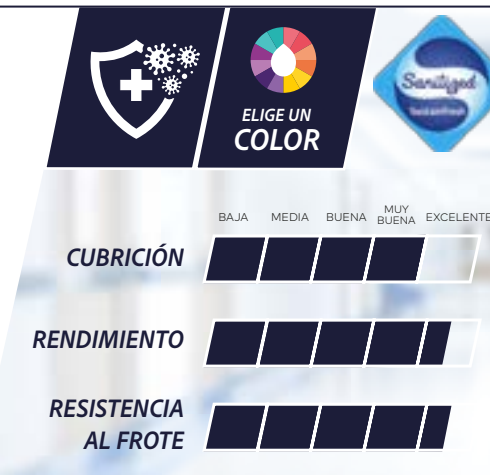 ELIGE UN
COLOR
Sanitized
BAJA MEDIA BUENA MUY BUENA EXCELENTE
CUBRICIÓN
RENDIMIENTO
RESISTENCIA
AL FROTE